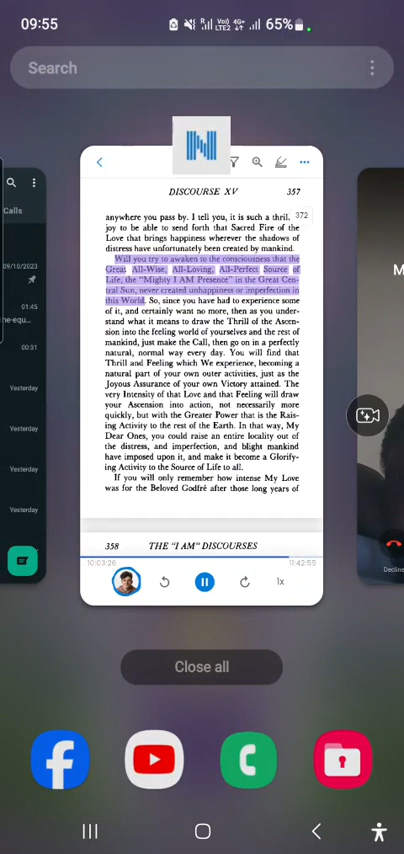 09:55
R
Vo))
LTE2
4G+
65%
Search
N
DISCOURSE XV
357
372
anywhere you pass by. I tell you, it is such a thrill,
joy to be able to send forth that Sacred Fire of the
Love that brings happiness wherever the shadows of
distress have unfortunately been created by mankind.
Will you try to awaken to the consciousness that the
Great All-Wise, All-Loving, All-Perfect Source of
Life, the "Mighty I AM Presence" in the Great Cen-
tral Sun, never created unhappiness or imperfection in
this World. So, since you have had to experience some
of it, and certainly want no more, then as you under-
stand what it means to draw the Thrill of the Ascen-
sion into the feeling world of yourselves and the rest of
mankind, just make the Call, then go on in a perfectly
natural, normal way every day. You will find that
Thrill and Feeling which We experience, becoming a
natural part of your own outer activities, just as the
Joyous Assurance of your own Victory attained. The
very Intensity of that Love and that Feeling will draw
your Ascension into action, not necessarily more
quickly, but with the Greater Power that is the Rais-
ing Activity to the rest of the Earth. In that way, My
Dear Ones, you could raise an entire locality out of
the distress, and imperfection, and blight mankind
have imposed upon it, and make it become a Glorify-
ing Activity to the Source of Life to all.
If you will only remember how intense My Love
was for the Beloved Godfré after those long years of
358
THE "I AM" DISCOURSES
10:03:26
11:42:55
1x
Calls
09/10/2023
01:45
he equ...
00:31
Yesterday
Yesterday
Yesterday
Yesterday
M
Decline
Close all